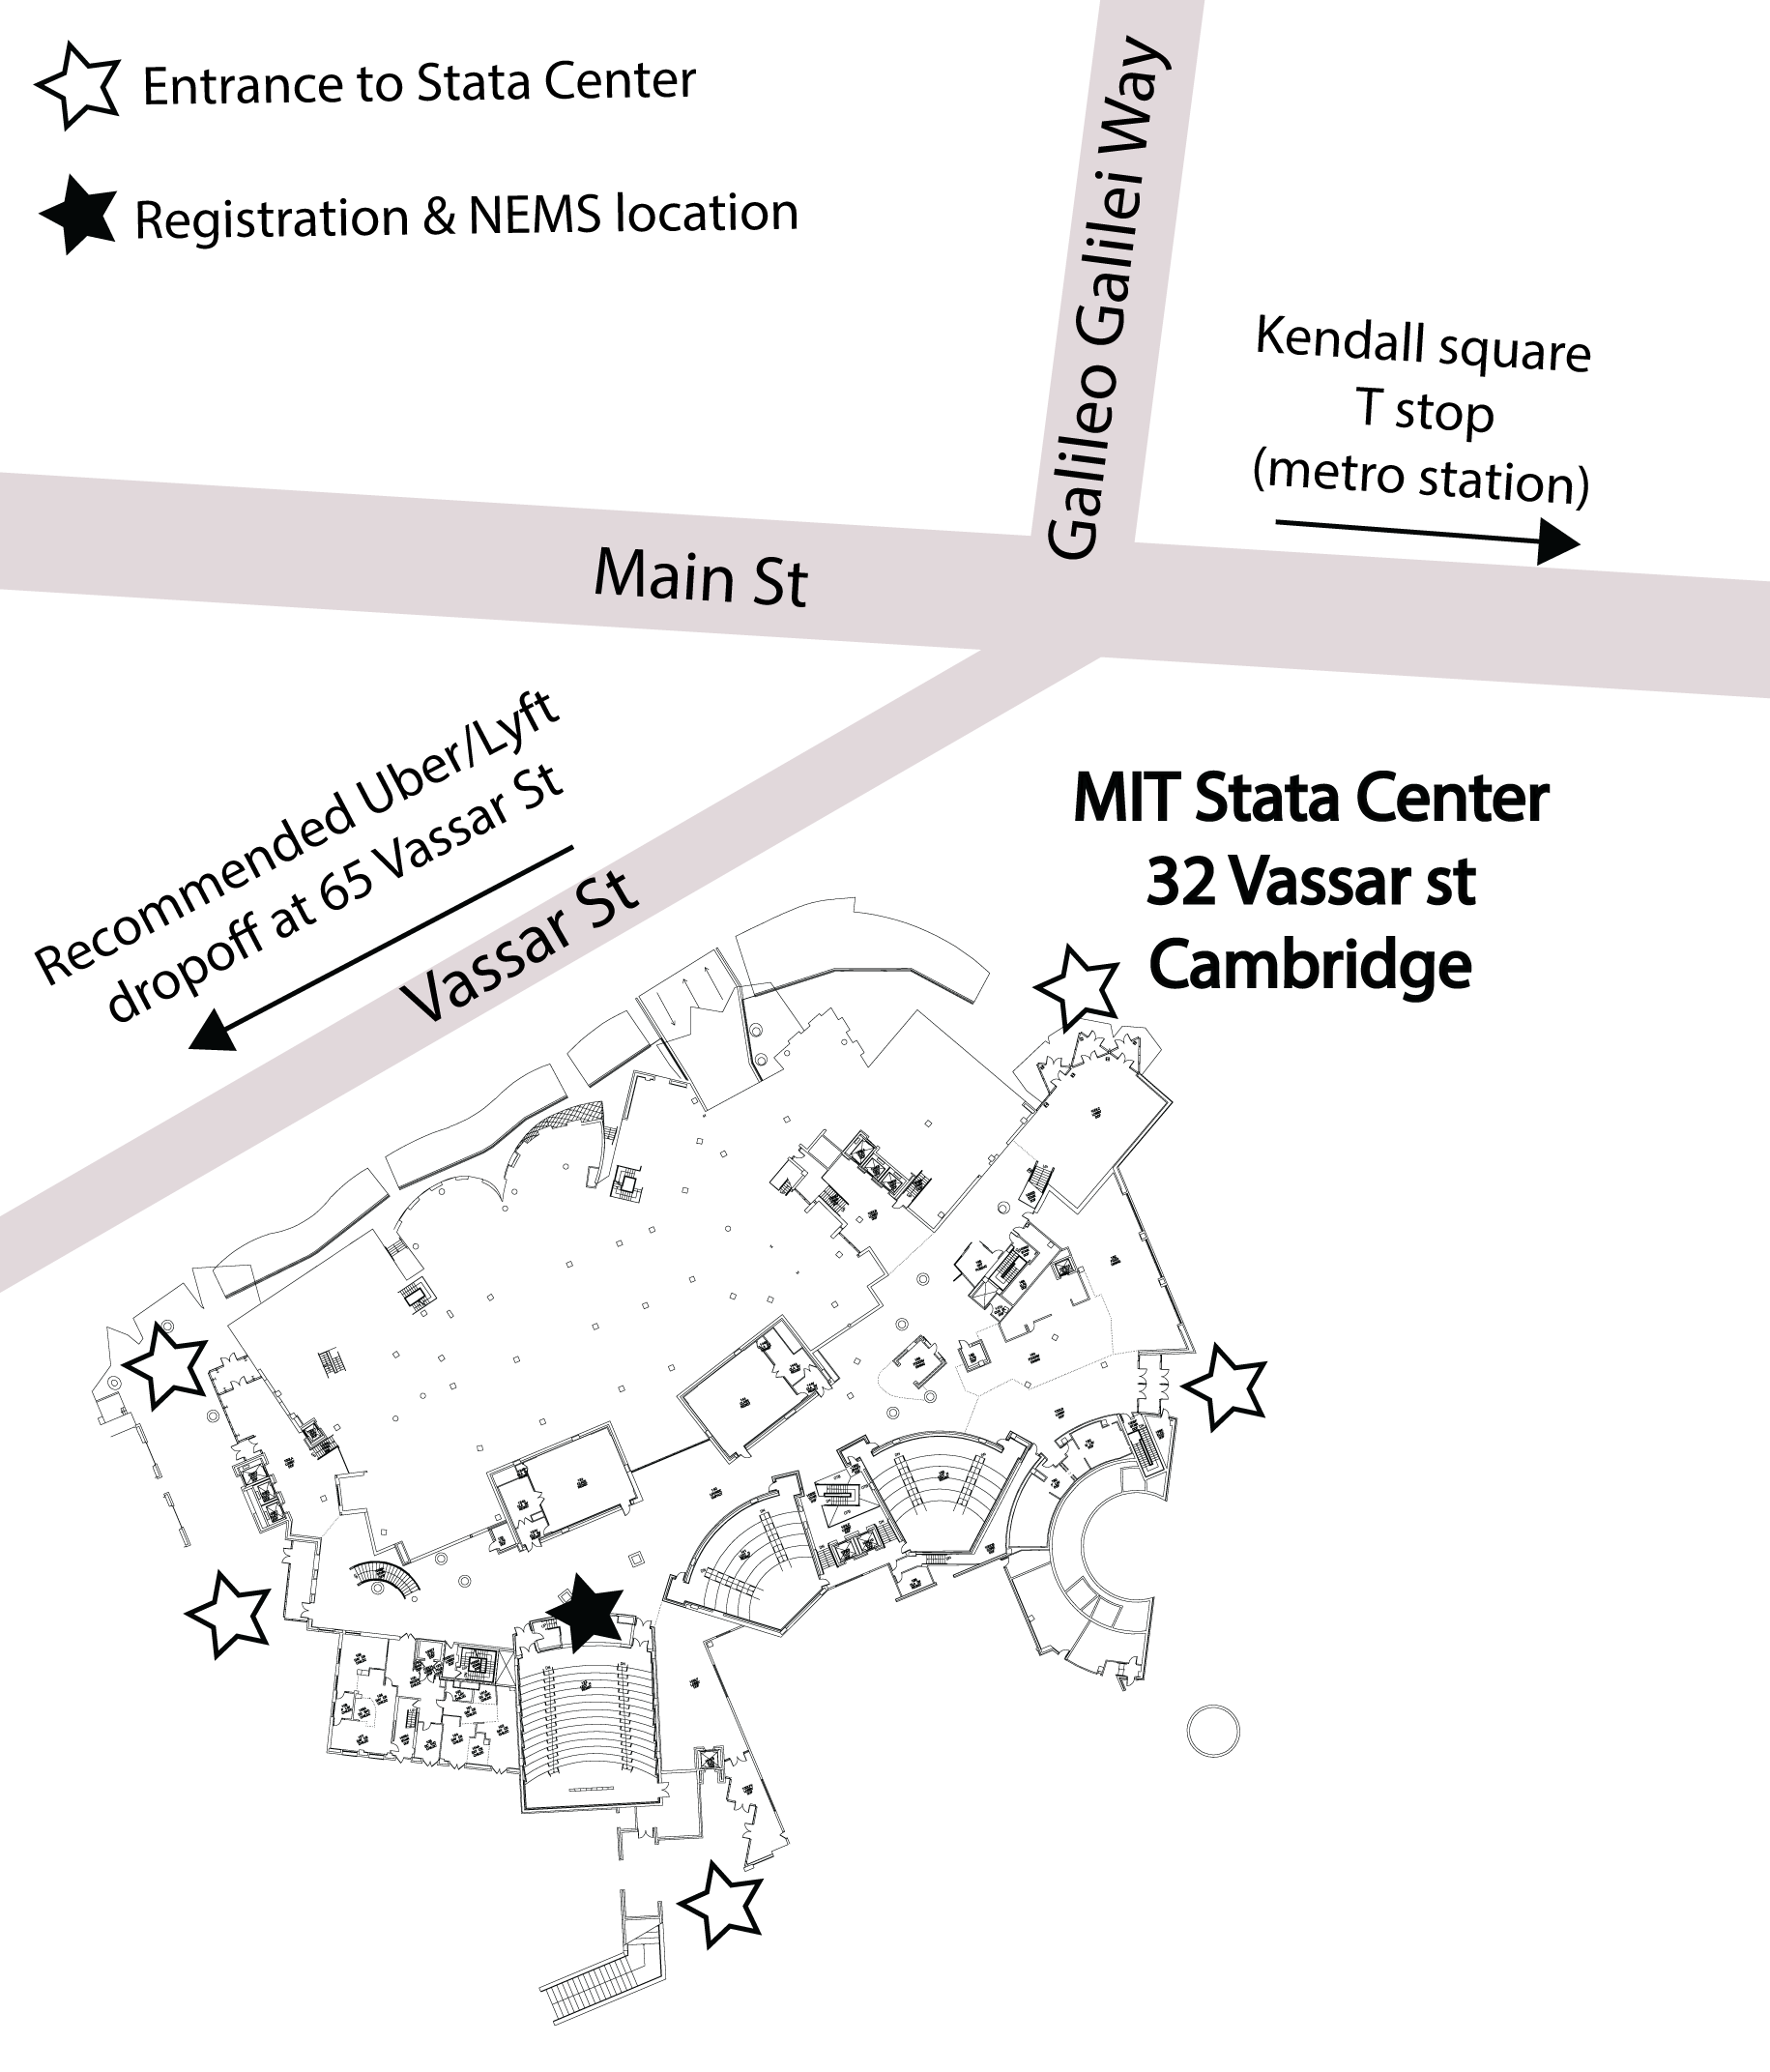 Entrance to Stata Center
Registration & NEMS location
Galileo Galilei Way
Kendall square
T stop
(metro station)
Main St
Recommended Uber/Lyft
dropoff at 65 Vassar St
Vassar St
MIT Stata Center
32 Vassar st
Cambridge